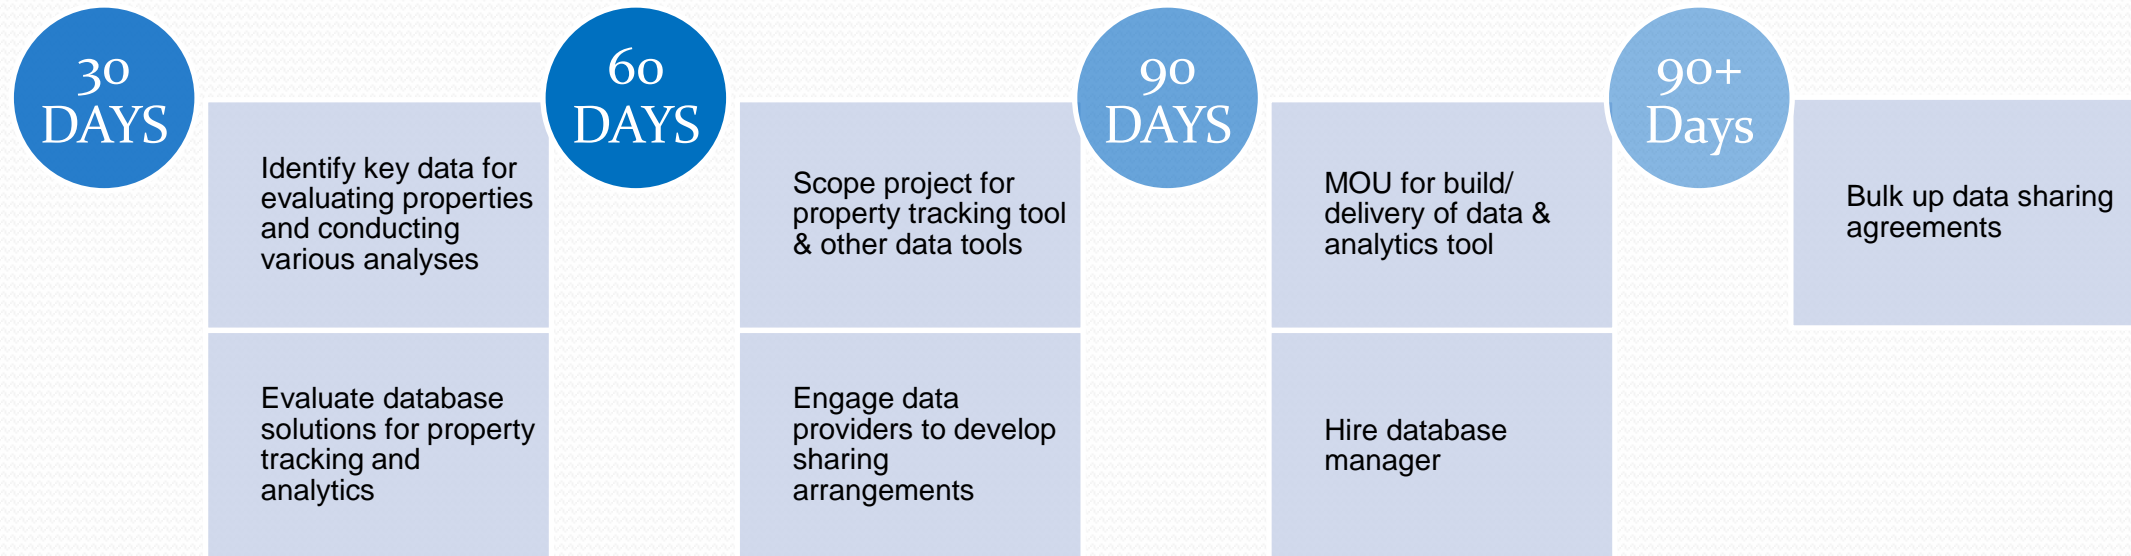 30
DAYS
Identify key data for
evaluating properties
and conducting
various analyses
Evaluate database
solutions for property
tracking and
analytics
60
DAYS
Scope project for
property tracking tool
& other data tools
Engage data
providers to develop
sharing
arrangements
90
DAYS
MOU for build/
delivery of data &
analytics tool
Hire database
manager
90+
Days
Bulk up data sharing
agreements